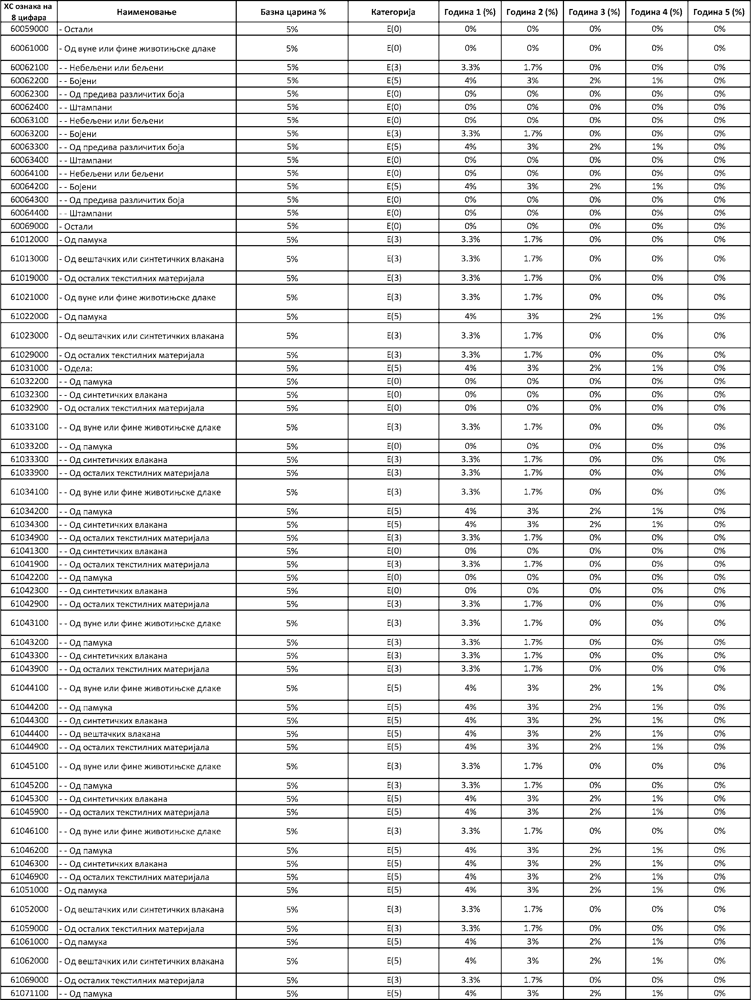 ХС ознака на 8 цифара Наименовање Базна царина % Категорија Година 1 (%) Година 2 (%) Година 3 (%) Година 4 (%) Година 5 (%)
60059000 - Остали 5% E(0) 0% 0% 0% 0% 0%
60061000 - Од вуне или фине животињске длаке 5% E(0) 0% 0% 0% 0% 0%
60062100 - - Небељени или бељени 5% E(3) 3.3% 1.7% 0% 0% 0%
60062200 - - Бојени 5% E(5) 4% 3% 2% 1% 0%
60062300 - - Од предива различитих боја 5% E(0) 0% 0% 0% 0% 0%
60062400 - - Штампани 5% E(0) 0% 0% 0% 0% 0%
60063100 - - Небељени или бељени 5% E(0) 0% 0% 0% 0% 0%
60063200 - - Бојени 5% E(3) 3.3% 1.7% 0% 0% 0%
60063300 - - Од предива различитих боја 5% E(5) 4% 3% 2% 1% 0%
60063400 - - Штампани 5% E(0) 0% 0% 0% 0% 0%
60064100 - - Небељени или бељени 5% E(0) 0% 0% 0% 0% 0%
60064200 - - Бојени 5% E(5) 4% 3% 2% 1% 0%
60064300 - - Од предива различитих боја 5% E(0) 0% 0% 0% 0% 0%
60064400 - - Штампани 5% E(0) 0% 0% 0% 0% 0%
60069000 - Остали 5% E(0) 0% 0% 0% 0% 0%
61012000 - Од памука 5% E(3) 3.3% 1.7% 0% 0% 0%
61013000 - Од вештачких или синтетичких влакана 5% E(3) 3.3% 1.7% 0% 0% 0%
61019000 - Од осталих текстилних материјала 5% E(3) 3.3% 1.7% 0% 0% 0%
61021000 - Од вуне или фине животињске длаке 5% E(3) 3.3% 1.7% 0% 0% 0%
61022000 - Од памука 5% E(5) 4% 3% 2% 1% 0%
61023000 - Од вештачких или синтетичких влакана 5% E(3) 3.3% 1.7% 0% 0% 0%
61029000 - Од осталих текстилних материјала 5% E(3) 3.3% 1.7% 0% 0% 0%
61031000 - Одела: 5% E(5) 4% 3% 2% 1% 0%
61032200 - - Од памука 5% E(0) 0% 0% 0% 0% 0%
61032300 - - Од синтетичких влакана 5% E(0) 0% 0% 0% 0% 0%
61032900 - Од осталих текстилних материјала 5% E(0) 0% 0% 0% 0% 0%
61033100 - - Од вуне или фине животињске длаке 5% E(3) 3.3% 1.7% 0% 0% 0%
61033200 - - Од памука 5% E(0) 0% 0% 0% 0% 0%
61033300 - - Од синтетичких влакана 5% E(3) 3.3% 1.7% 0% 0% 0%
61033900 - - Од осталих текстилних материјала 5% E(3) 3.3% 1.7% 0% 0% 0%
61034100 - - Од вуне или фине животињске длаке 5% E(3) 3.3% 1.7% 0% 0% 0%
61034200 - - Од памука 5% E(5) 4% 3% 2% 1% 0%
61034300 - - Од синтетичких влакана 5% E(5) 4% 3% 2% 1% 0%
61034900 - - Од осталих текстилних материјала 5% E(3) 3.3% 1.7% 0% 0% 0%
61041300 - - Од синтетичких влакана 5% E(0) 0% 0% 0% 0% 0%
61041900 - - Од осталих текстилних материјала 5% E(3) 3.3% 1.7% 0% 0% 0%
61042200 - - Од памука 5% E(0) 0% 0% 0% 0% 0%
61042300 - - Од синтетичких влакана 5% E(0) 0% 0% 0% 0% 0%
61042900 - - Од осталих текстилних материјала 5% E(3) 3.3% 1.7% 0% 0% 0%
61043100 - - Од вуне или фине животињске длаке 5% E(3) 3.3% 1.7% 0% 0% 0%
61043200 - - Од памука 5% E(3) 3.3% 1.7% 0% 0% 0%
61043300 - - Од синтетичких влакана 5% E(3) 3.3% 1.7% 0% 0% 0%
61043900 - - Од осталих текстилних материјала 5% E(3) 3.3% 1.7% 0% 0% 0%
61044100 - - Од вуне или фине животињске длаке 5% E(5) 4% 3% 2% 1% 0%
61044200 - - Од памука 5% E(5) 4% 3% 2% 1% 0%
61044300 - - Од синтетичких влакана 5% E(5) 4% 3% 2% 1% 0%
61044400 - - Од вештачких влакана 5% E(5) 4% 3% 2% 1% 0%
61044900 - - Од осталих текстилних материјала 5% E(5) 4% 3% 2% 1% 0%
61045100 - - Од вуне или фине животињске длаке 5% E(3) 3.3% 1.7% 0% 0% 0%
61045200 - - Од памука 5% E(3) 3.3% 1.7% 0% 0% 0%
61045300 - - Од синтетичких влакана 5% E(5) 4% 3% 2% 1% 0%
61045900 - - Од осталих текстилних материјала 5% E(5) 4% 3% 2% 1% 0%
61046100 - - Од вуне или фине животињске длаке 5% E(3) 3.3% 1.7% 0% 0% 0%
61046200 - - Од памука 5% E(5) 4% 3% 2% 1% 0%
61046300 - - Од синтетичких влакана 5% E(5) 4% 3% 2% 1% 0%
61046900 - - Од осталих текстилних материјала 5% E(5) 4% 3% 2% 1% 0%
61051000 - Од памука 5% E(5) 4% 3% 2% 1% 0%
61052000 - Од вештачких или синтетичких влакана 5% E(3) 3.3% 1.7% 0% 0% 0%
61059000 - Од осталих текстилних материјала 5% E(3) 3.3% 1.7% 0% 0% 0%
61061000 - Од памука 5% E(5) 4% 3% 2% 1% 0%
61062000 - Од вештачких или синтетичких влакана 5% E(5) 4% 3% 2% 1% 0%
61069000 - Од осталих текстилних материјала 5% E(3) 3.3% 1.7% 0% 0% 0%
61071100 - - Од памука 5% E(5) 4% 3% 2% 1% 0%